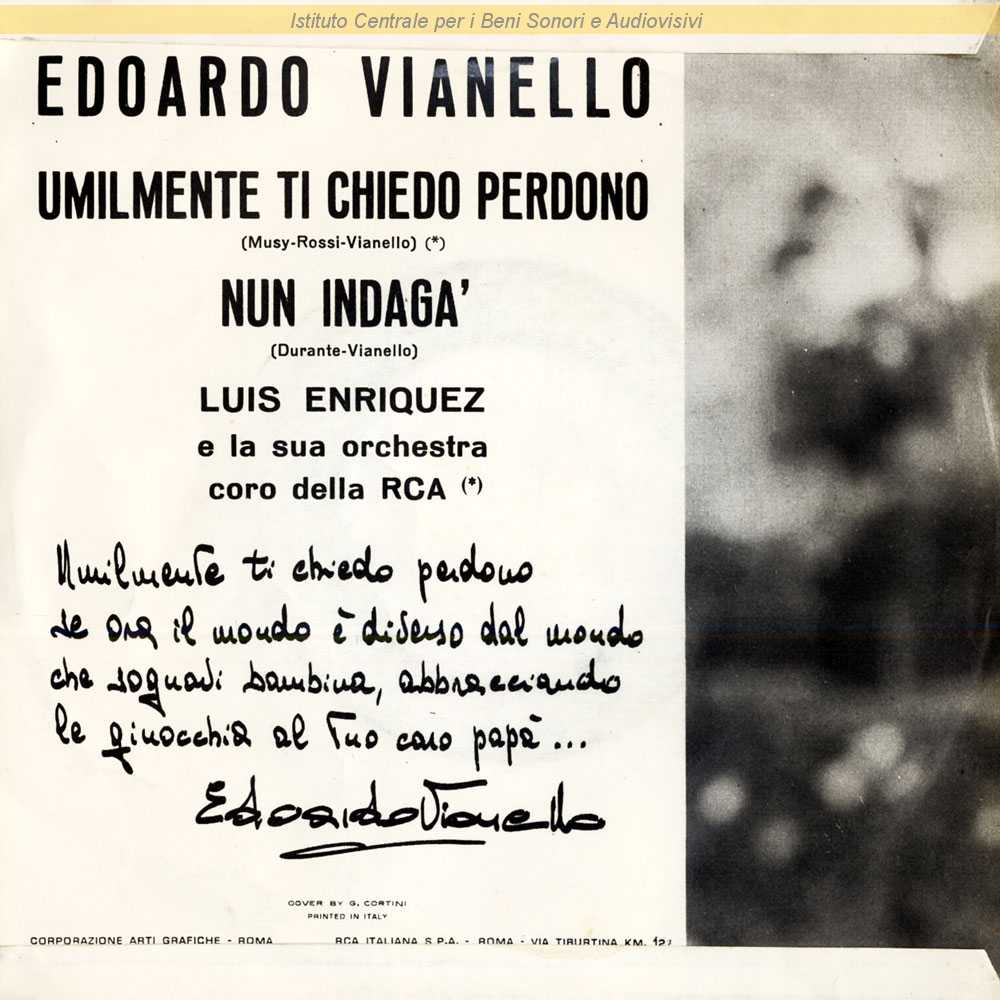 Istituto Centrale per i Beni Sonori e Audiovisivi
EDOARDO VIANELLO
UMILMENTE TI CHIEDO PERDONO
(Musy-Rossi-Vianello) (*)
NUN INDAGA'
(Durante-Vianello)
LUIS ENRIQUEZ
e la sua orchestra
coro della RCA (*)
Umilmente ti chiedo perdono
se ora il mondo è diverso dal mondo
che sognavi bambina, abbracciando
le ginocchia al tuo caro papà...
Edoardo Vianello
COVER BY G. CORTINI
PRINTED IN ITALY
CORPORAZIONE ARTI GRAFICHE - ROMA RCA ITALIANA S.P.A. - ROMA - VIA TIBURTINA KM. 12